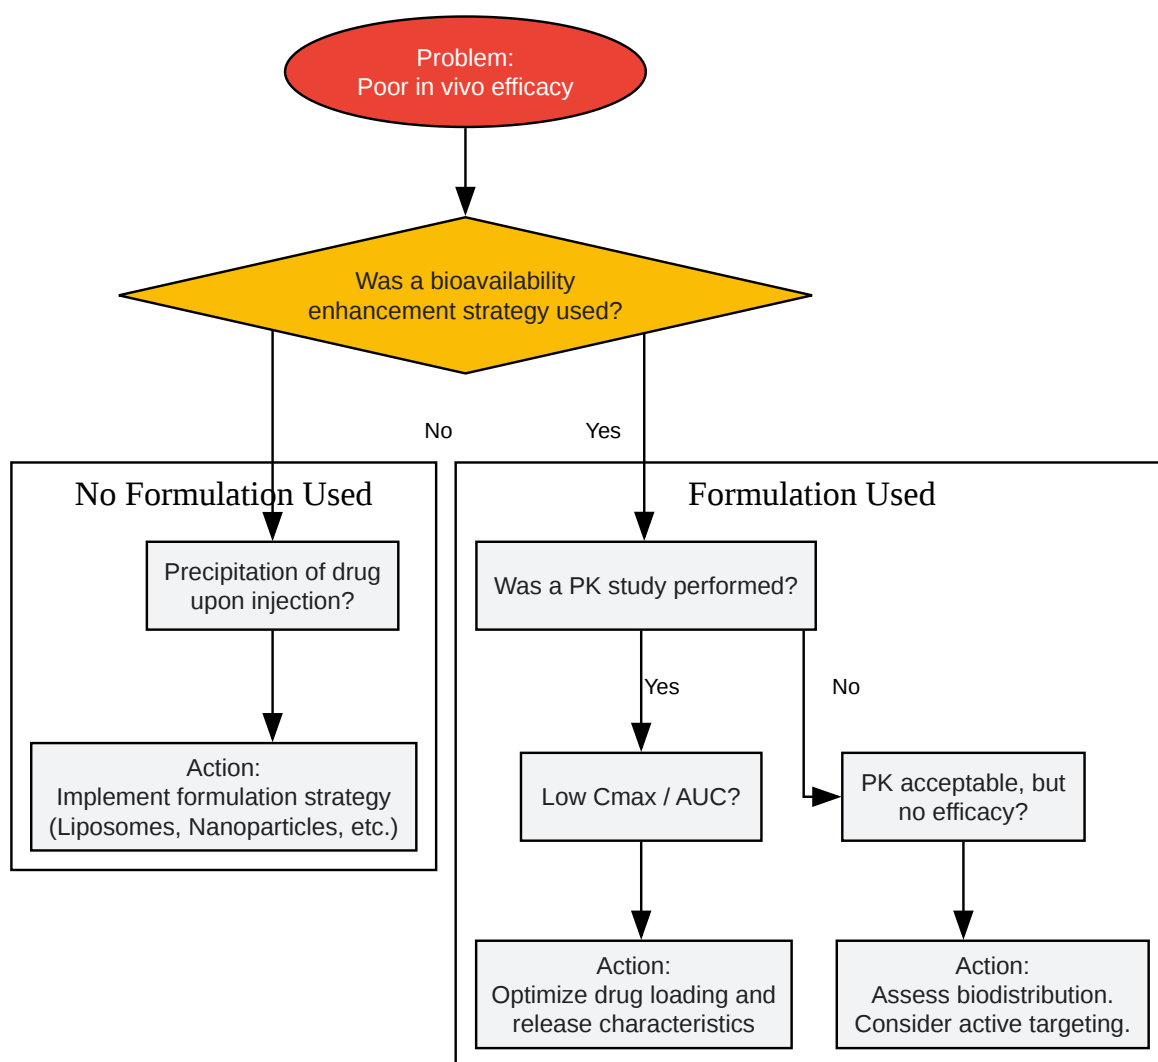 Problem:
Poor in vivo efficacy
Was a bioavailability
enhancement strategy used?
No
Yes
No Formulation Used
Formulation Used
Precipitation of drug
upon injection?
Was a PK study performed?
Yes
No
Action:
Implement formulation strategy
(Liposomes, Nanoparticles, etc.)
Low Cmax / AUC?
PK acceptable, but
no efficacy?
Action:
Optimize drug loading and
release characteristics
Action:
Assess biodistribution.
Consider active targeting.